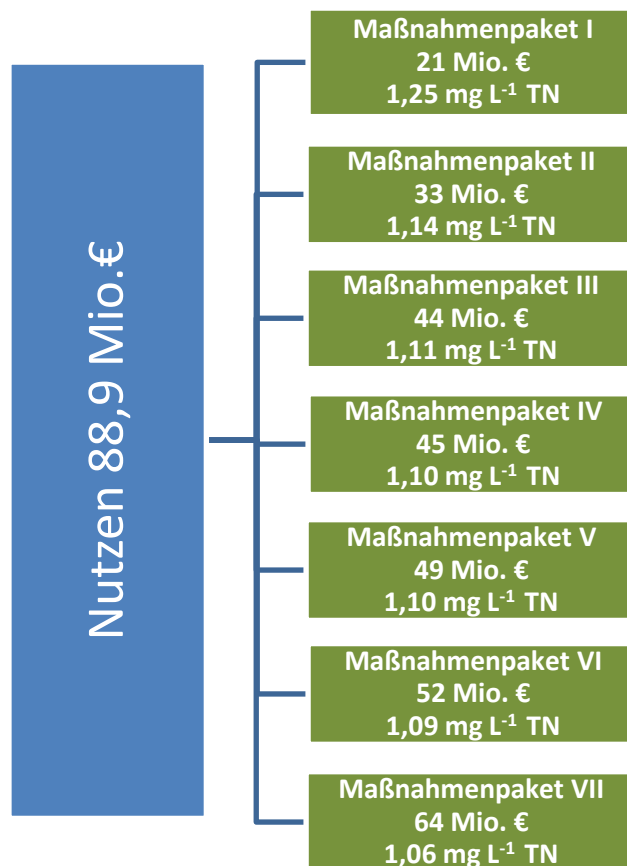 Nutzen 88,9 Mio.€
Maßnahmenpaket I
21 Mio. €
1,25 mg L⁻¹ TN
Maßnahmenpaket II
33 Mio. €
1,14 mg L⁻¹ TN
Maßnahmenpaket III
44 Mio. €
1,11 mg L⁻¹ TN
Maßnahmenpaket IV
45 Mio. €
1,10 mg L⁻¹ TN
Maßnahmenpaket V
49 Mio. €
1,10 mg L⁻¹ TN
Maßnahmenpaket VI
52 Mio. €
1,09 mg L⁻¹ TN
Maßnahmenpaket VII
64 Mio. €
1,06 mg L⁻¹ TN